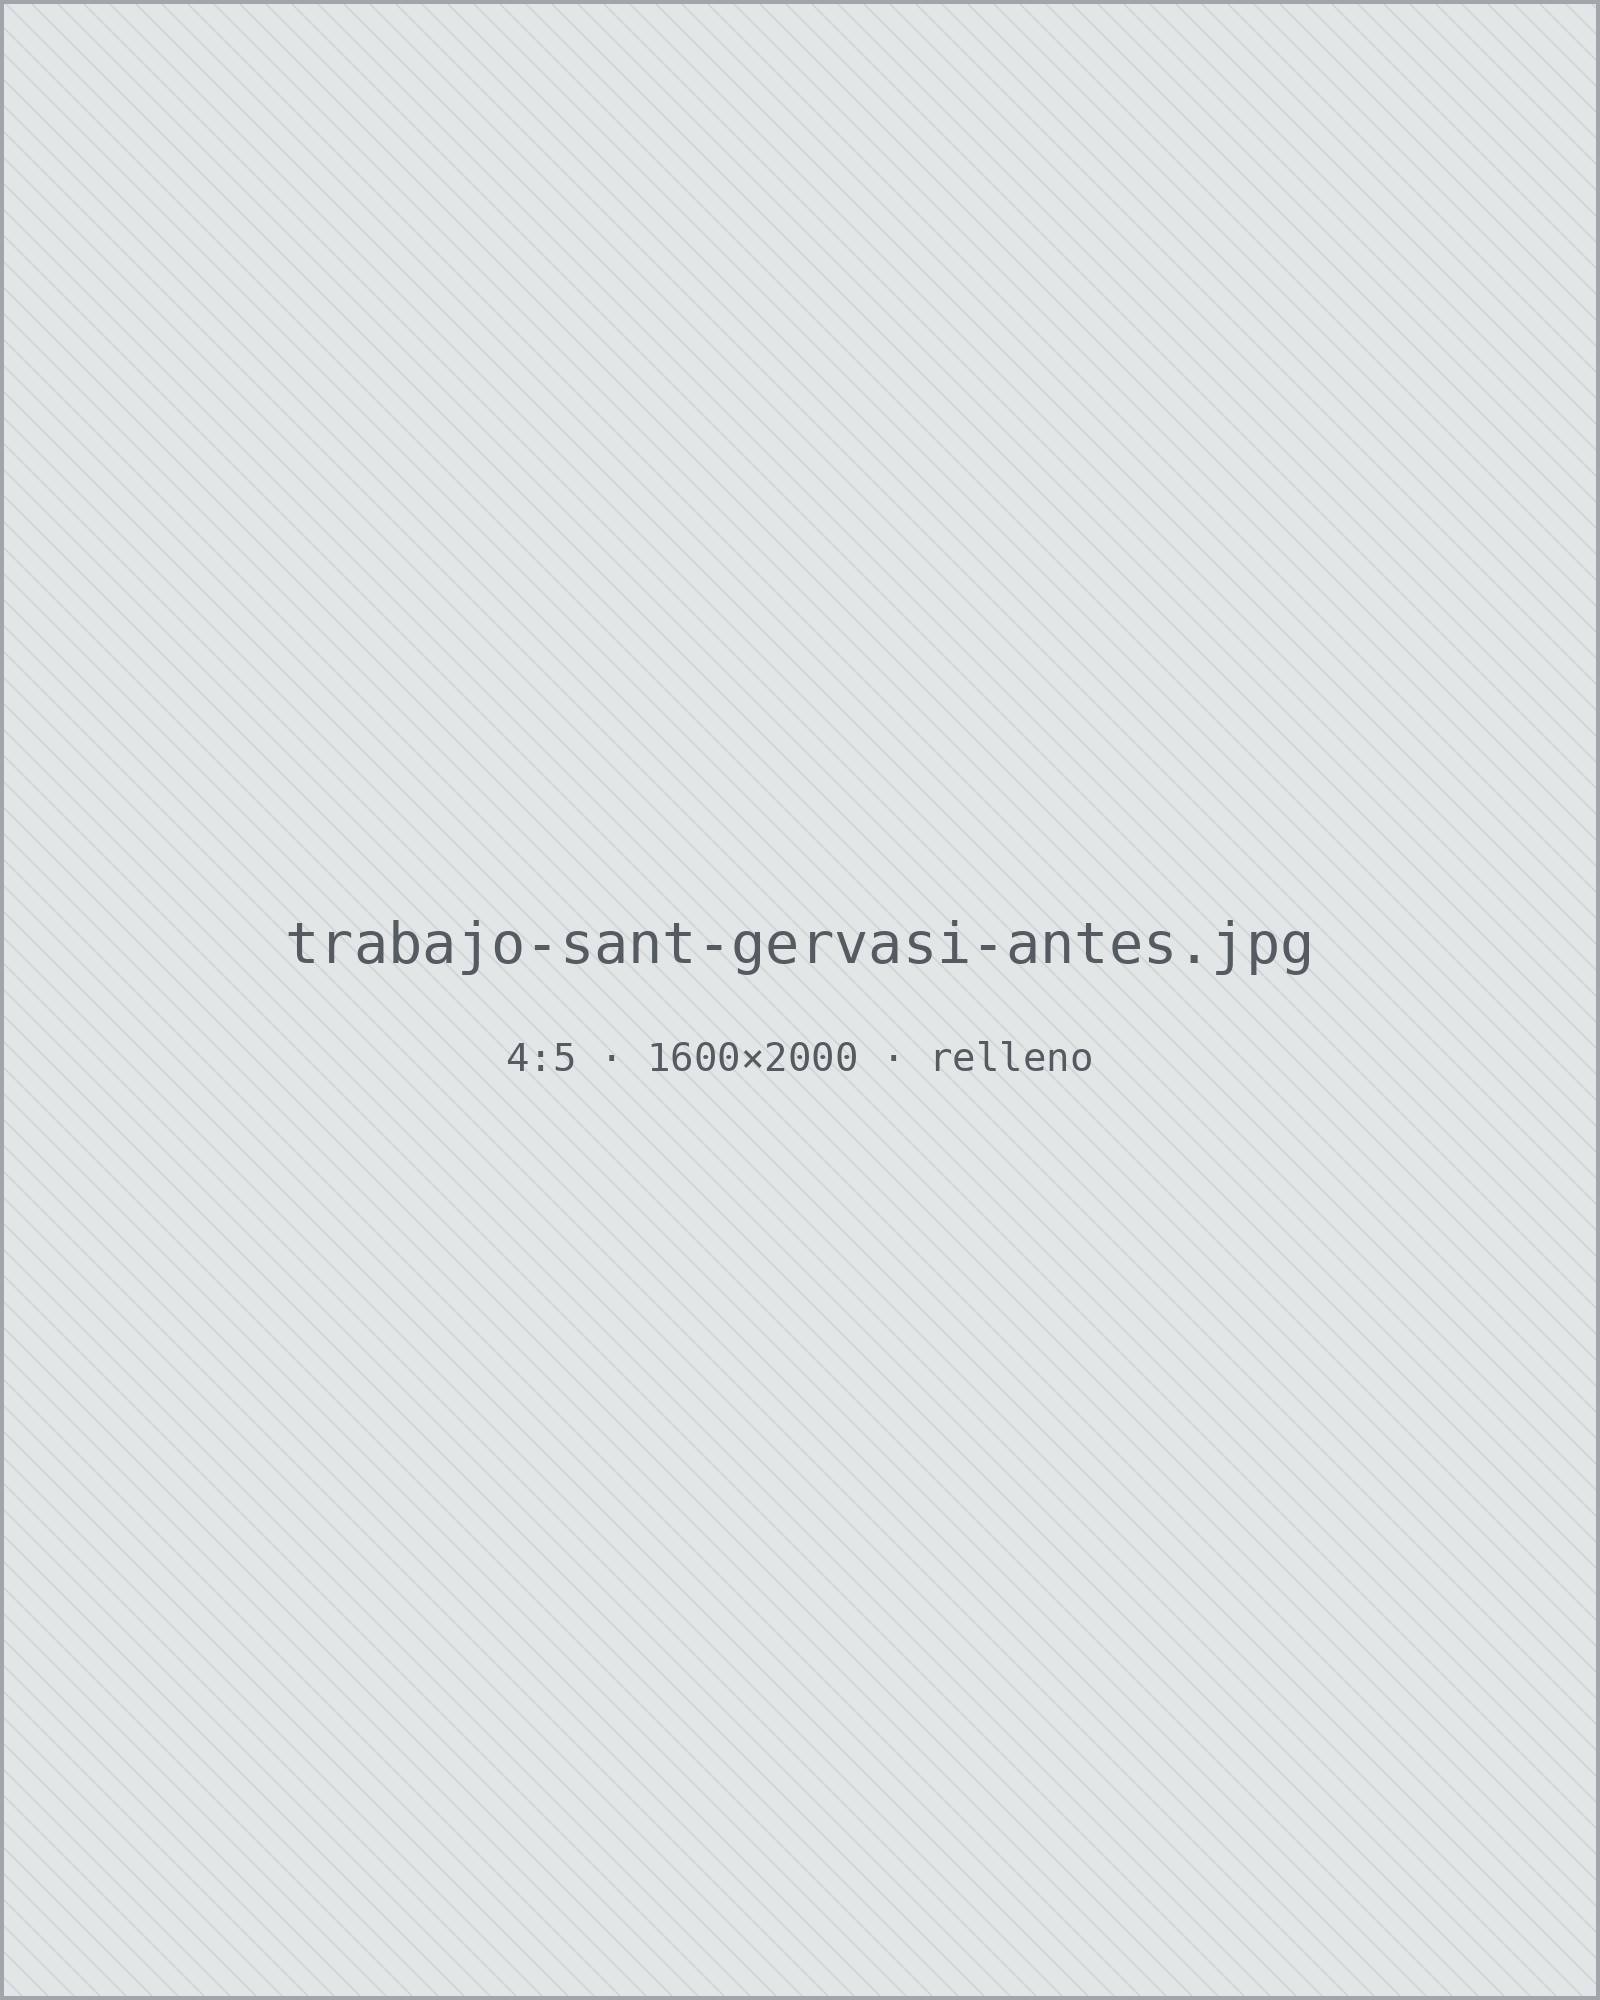 trabajo-sant-gervasi-antes.jpg
4:5 · 1600×2000 · relleno